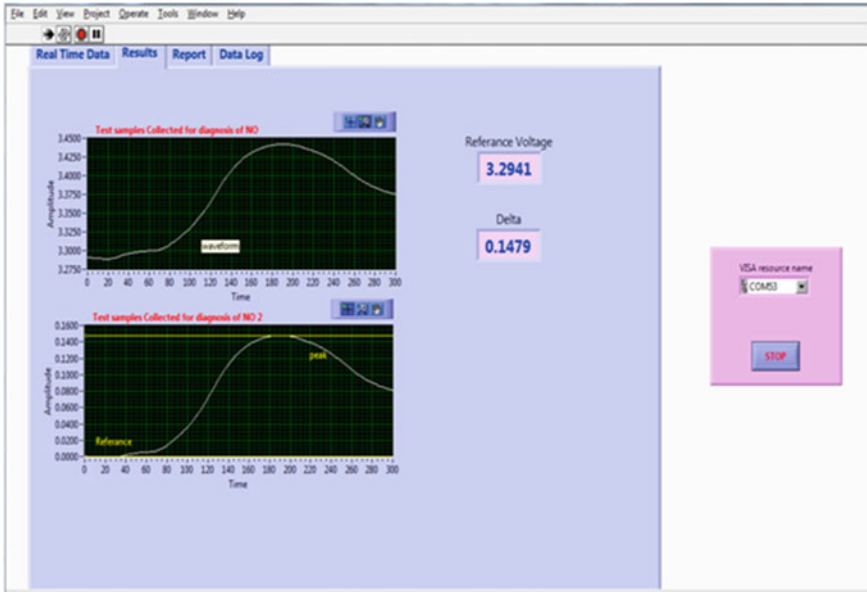 File Edit View Project Operate Tools Window Help
Real Time Data Results Report Data Log
Test samples Collected for diagnosis of NO
3.4500
3.4250
3.4000
3.3750
3.3500
3.3250
3.3000
3.2750
Amplitude
waveform
0 20 40 60 80 100 120 140 160 180 200 220 240 260 280 300
Time
Referance Voltage
3.2941
Delta
0.1479
VISA resource name
COM53
STOP
Test samples Collected for diagnosis of NO 2
0.1600
0.1400
0.1200
0.1000
0.0800
0.0600
0.0400
0.0200
0.0000
Amplitude
peak
Referance
0 20 40 60 80 100 120 140 160 180 200 220 240 260 280 300
Time